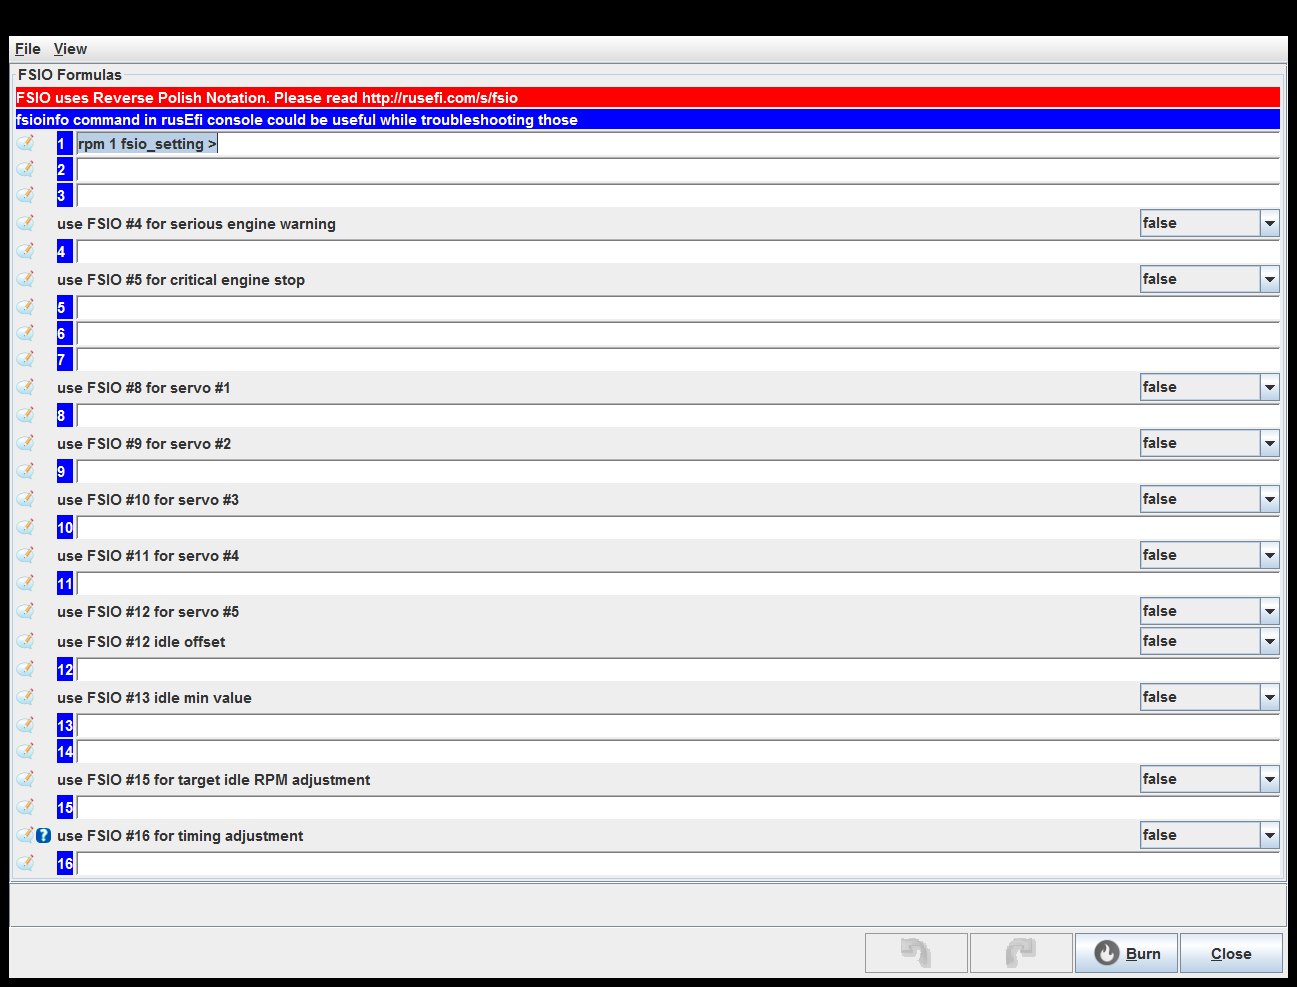 File View
FSIO Formulas
FSIO uses Reverse Polish Notation. Please read http://rusefi.com/s/fsio
fsioinfo command in rusEfi console could be useful while troubleshooting those
1 rpm 1 fsio_setting >
2
3
use FSIO #4 for serious engine warning false
4
use FSIO #5 for critical engine stop false
5
6
7
use FSIO #8 for servo #1 false
8
use FSIO #9 for servo #2 false
9
use FSIO #10 for servo #3 false
10
use FSIO #11 for servo #4 false
11
use FSIO #12 for servo #5 false
use FSIO #12 idle offset false
12
use FSIO #13 idle min value false
13
14
use FSIO #15 for target idle RPM adjustment false
15
? use FSIO #16 for timing adjustment false
16
Burn Close